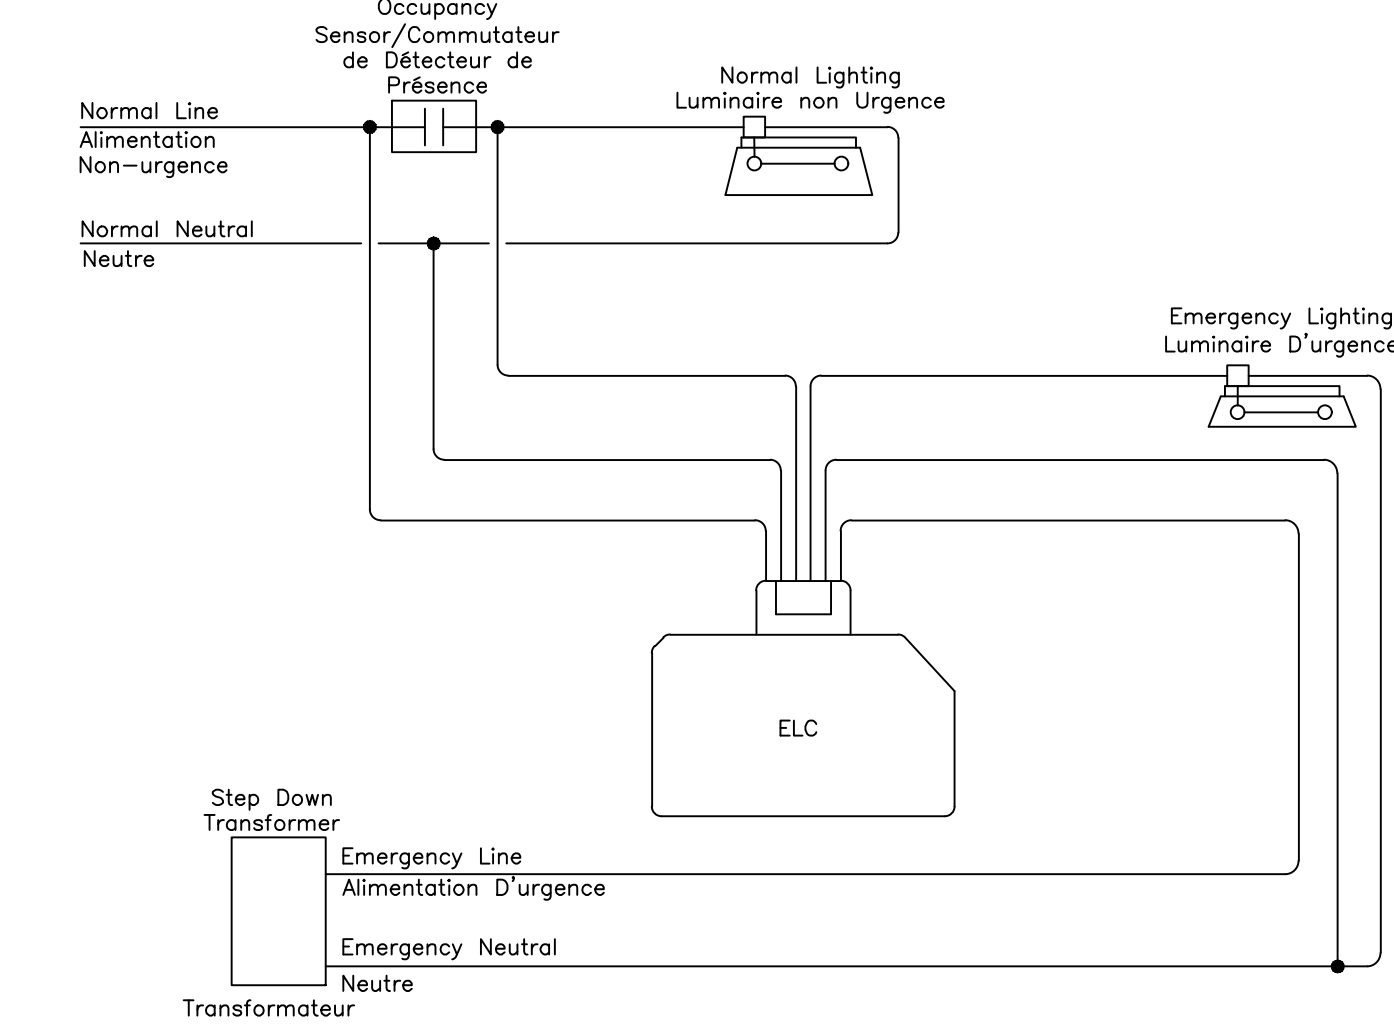 Occupancy
Sensor/Commutateur
de Détecteur de
Présence
Normal Lighting
Luminaire non Urgence
Normal Line
Alimentation
Non-urgence
Normal Neutral
Neutre
Emergency Lighting
Luminaire D'urgence
ELC
Step Down
Transformer
Emergency Line
Alimentation D'urgence
Emergency Neutral
Neutre
Transformateur